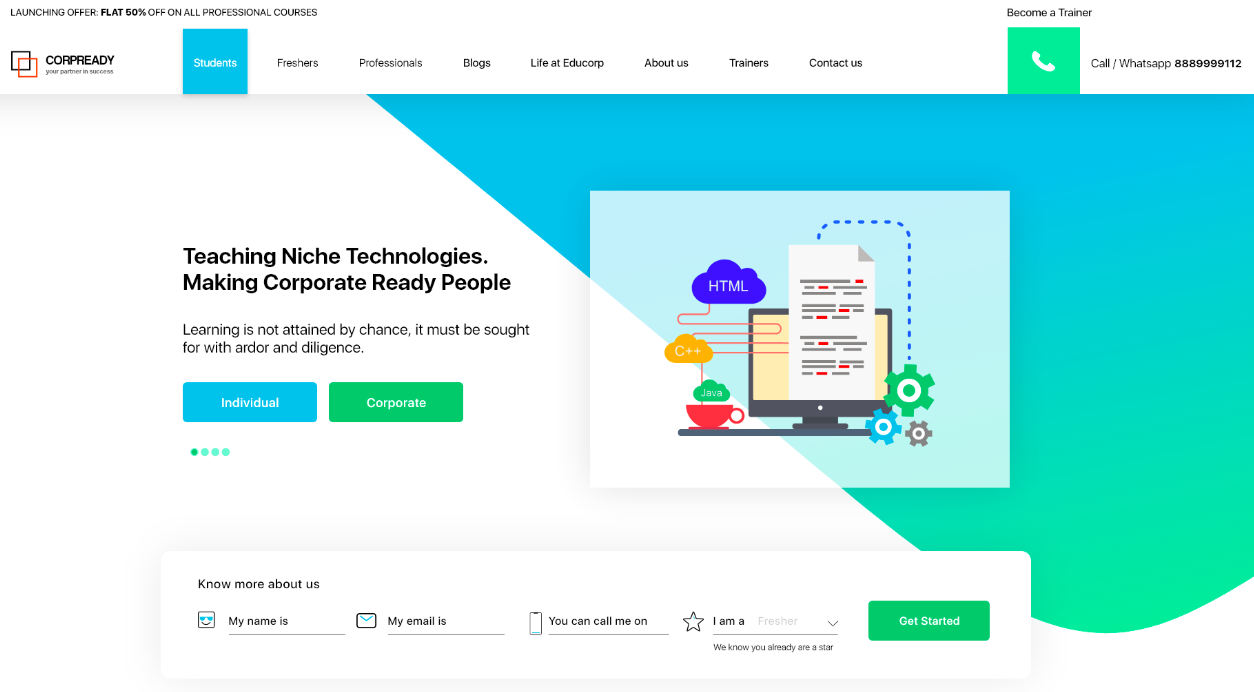 LAUNCHING OFFER: FLAT 50% OFF ON ALL PROFESSIONAL COURSES
Become a Trainer
CORPREADY
your partner in success
Students
Freshers
Professionals
Blogs
Life at Educorp
About us
Trainers
Contact us
Call / Whatsapp 8889999112
Teaching Niche Technologies.
Making Corporate Ready People
Learning is not attained by chance, it must be sought
for with ardor and diligence.
Individual
Corporate
HTML
C++
Java
Know more about us
My name is
My email is
You can call me on
I am a
Fresher
We know you already are a star
Get Started